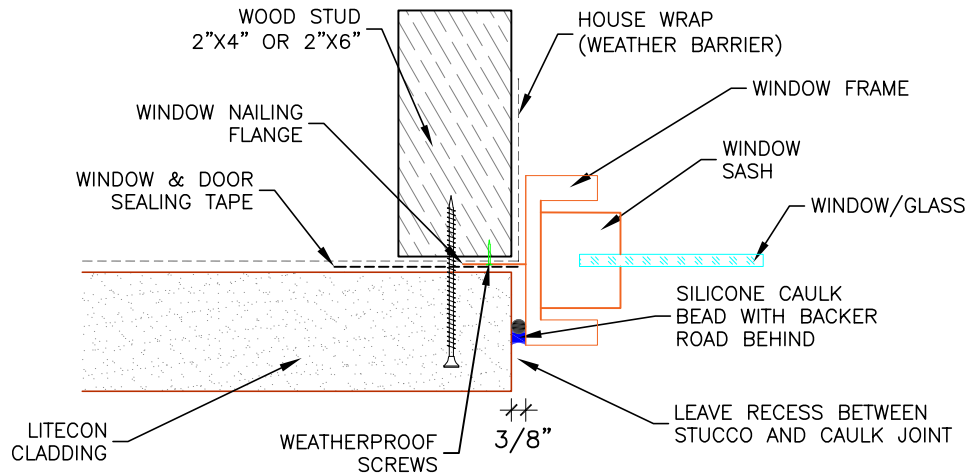 WOOD STUD
2"X4" OR 2"X6"
HOUSE WRAP
(WEATHER BARRIER)
WINDOW FRAME
WINDOW NAILING
FLANGE
WINDOW
SASH
WINDOW & DOOR
SEALING TAPE
WINDOW/GLASS
SILICONE CAULK
BEAD WITH BACKER
ROAD BEHIND
LITECON
CLADDING
WEATHERPROOF
SCREWS
3/8"
LEAVE RECESS BETWEEN
STUCCO AND CAULK JOINT